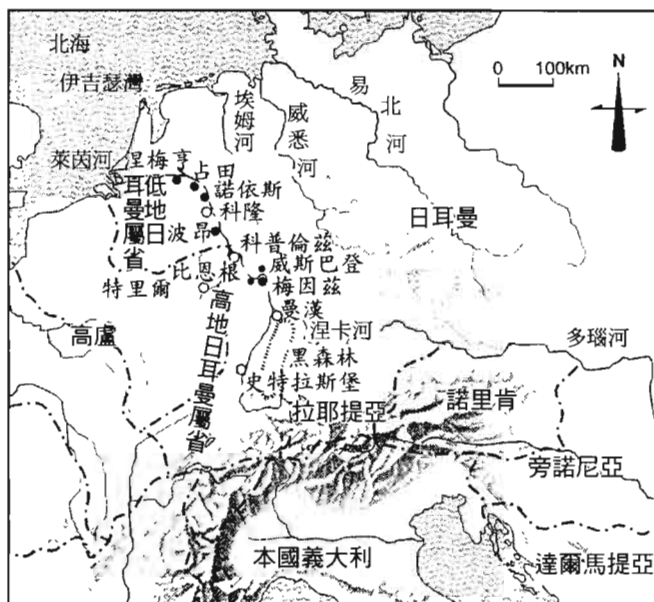 北海
伊吉瑟灣
埃姆河
威悉河
易北河
0 100km
N
萊茵河
涅梅亨
占田
諾依斯
科隆
低地日耳曼屬省
波昂
日耳曼
科普倫茲
威斯巴登
比恩根
梅因茲
特里爾
曼漢
高盧
高地日耳曼屬省
涅卡河
黑森林
多瑙河
史特拉斯堡
拉耶提亞
諾里肯
旁諾尼亞
本國義大利
達爾馬提亞